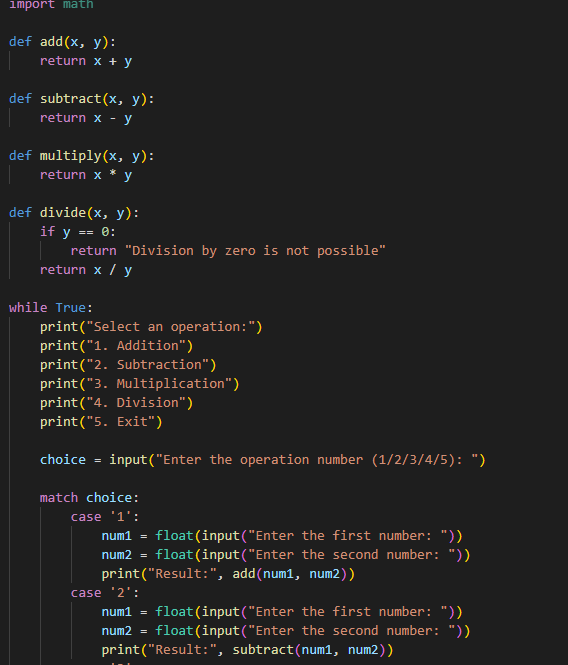 import math
def add(x, y):
return x + y
def subtract(x, y):
return x - y
def multiply(x, y):
return x * y
def divide(x, y):
if y == 0:
return "Division by zero is not possible"
return x / y
while True:
print("Select an operation:")
print("1. Addition")
print("2. Subtraction")
print("3. Multiplication")
print("4. Division")
print("5. Exit")
choice = input("Enter the operation number (1/2/3/4/5): ")
match choice:
case '1':
num1 = float(input("Enter the first number: "))
num2 = float(input("Enter the second number: "))
print("Result:", add(num1, num2))
case '2':
num1 = float(input("Enter the first number: "))
num2 = float(input("Enter the second number: "))
print("Result:", subtract(num1, num2))